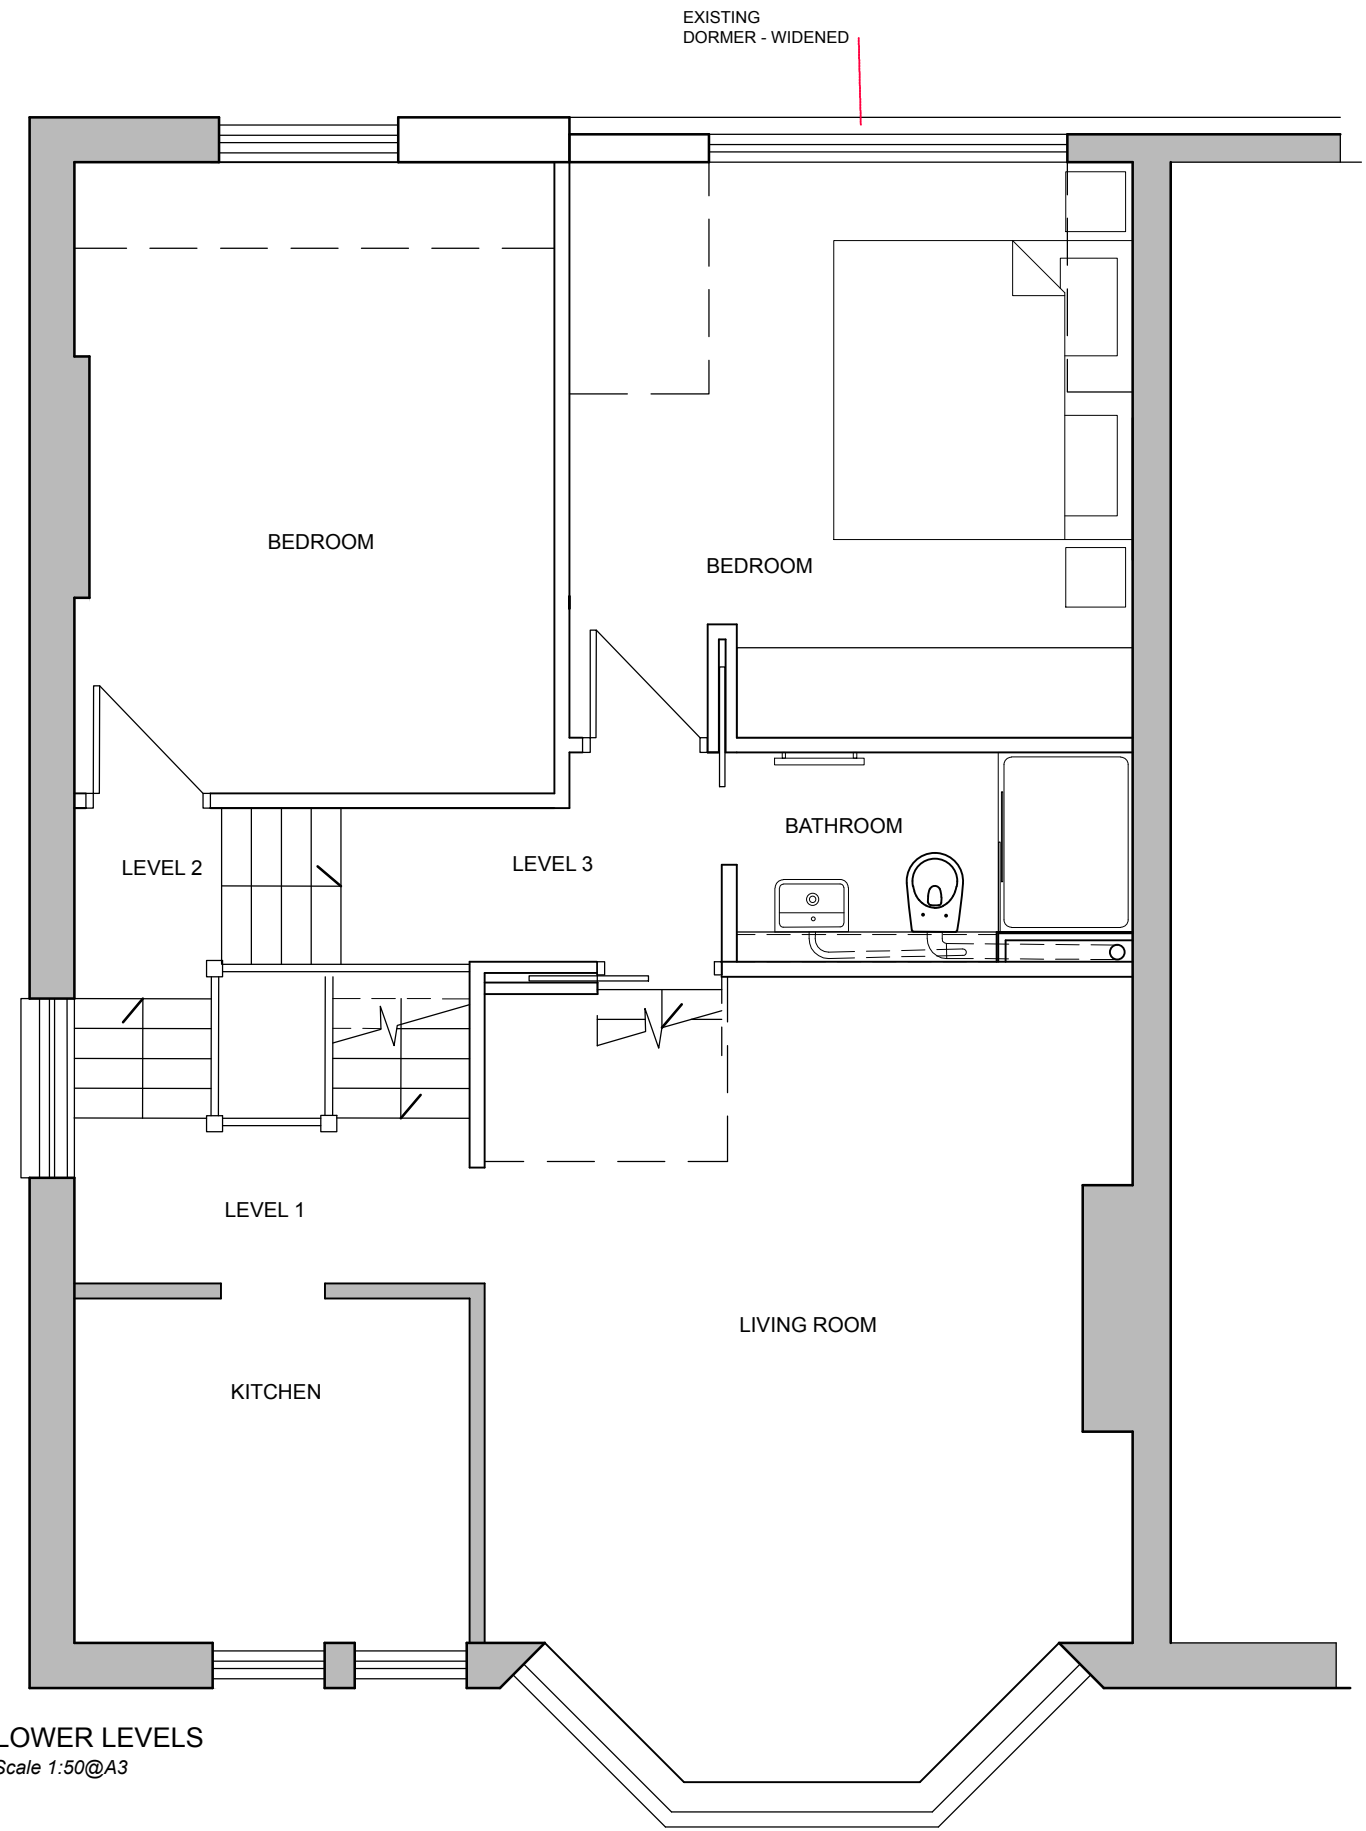 EXISTING
DORMER - WIDENED
BEDROOM
BEDROOM
BATHROOM
LEVEL 2
LEVEL 3
LEVEL 1
LIVING ROOM
KITCHEN
LOWER LEVELS
Scale 1:50@A3